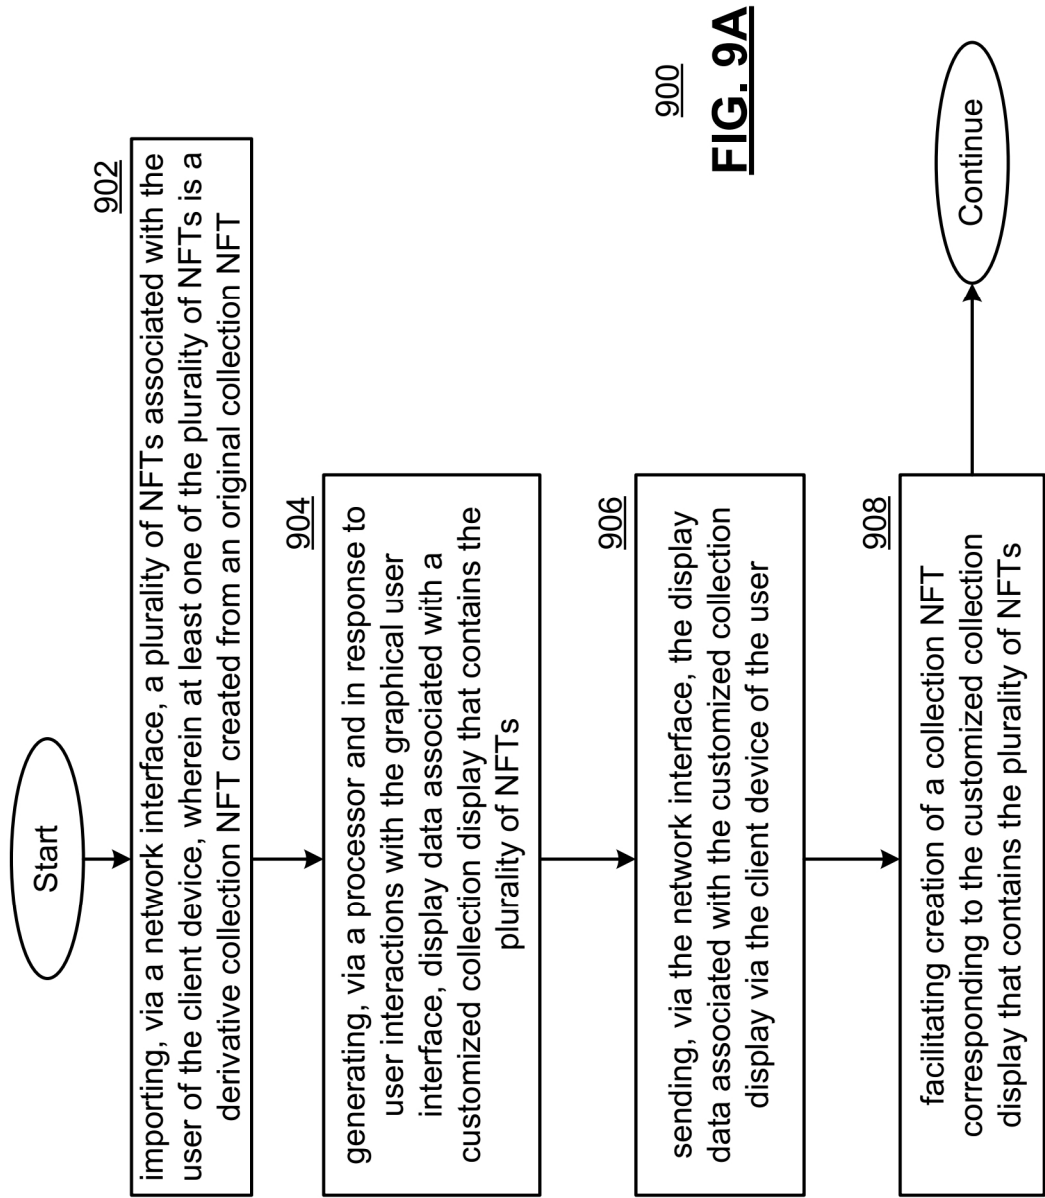 Start
902
importing, via a network interface, a plurality of NFTs associated with the
user of the client device, wherein at least one of the plurality of NFTs is a
derivative collection NFT created from an original collection NFT
904
generating, via a processor and in response to
user interactions with the graphical user
interface, display data associated with a
customized collection display that contains the
plurality of NFTs
906
sending, via the network interface, the display
data associated with the customized collection
display via the client device of the user
908
facilitating creation of a collection NFT
corresponding to the customized collection
display that contains the plurality of NFTs
Continue
900
FIG. 9A